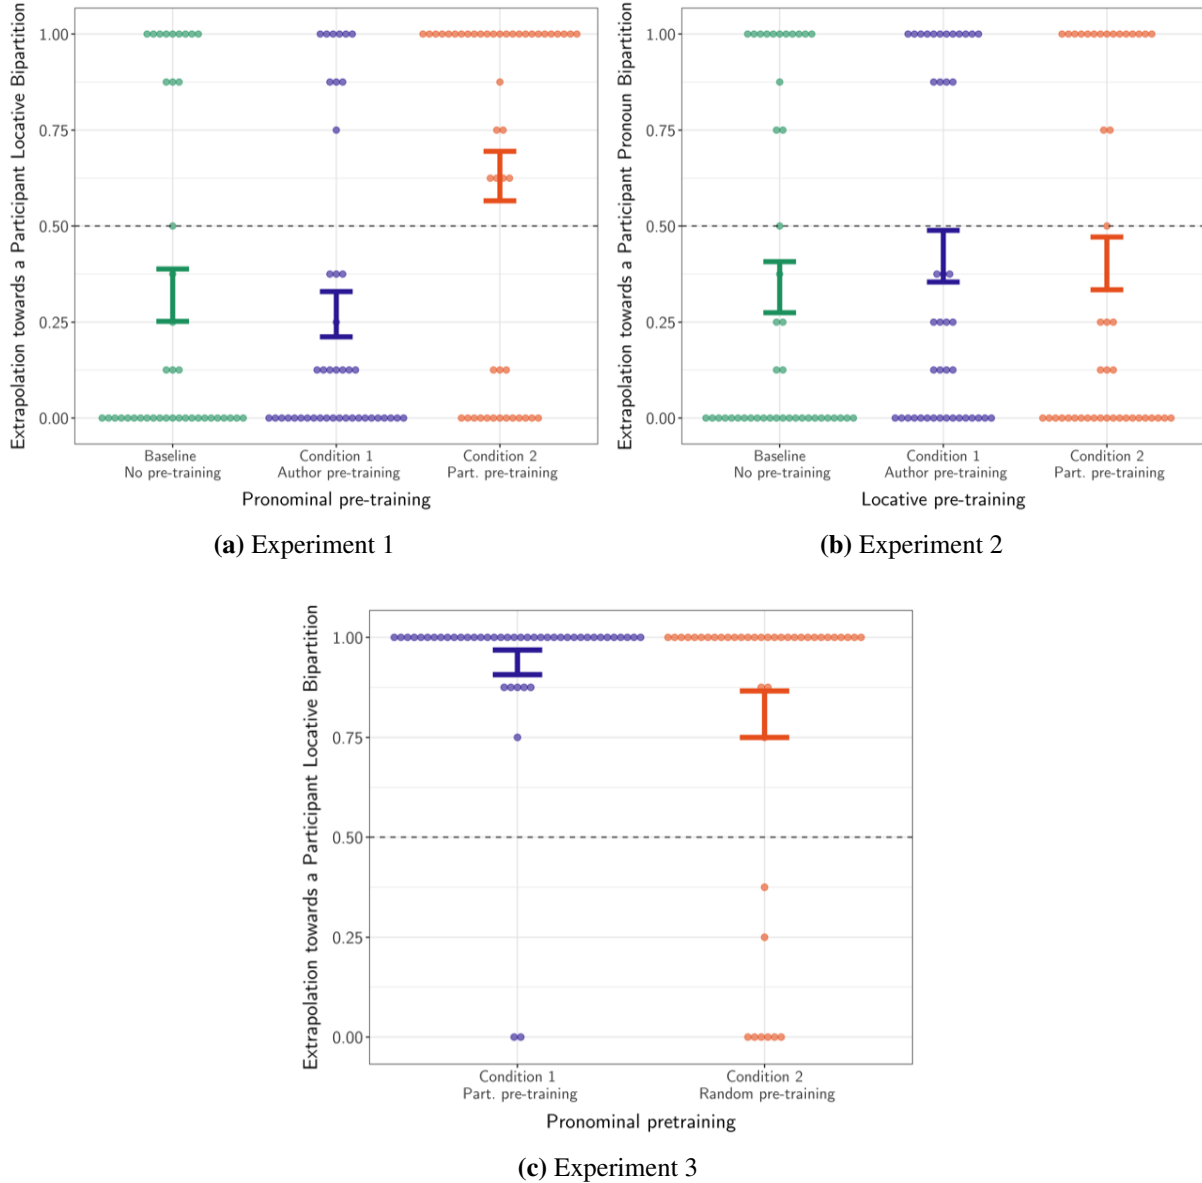 Extrapolation towards a Participant Locative Bipartition
1.00
0.75
0.50
0.25
0.00
Baseline
No pre-training
Condition 1
Author pre-training
Condition 2
Part. pre-training
Pronominal pre-training
(a) Experiment 1
Extrapolation towards a Participant Pronoun Bipartition
1.00
0.75
0.50
0.25
0.00
Baseline
No pre-training
Condition 1
Author pre-training
Condition 2
Part. pre-training
Locative pre-training
(b) Experiment 2
Extrapolation towards a Participant Locative Bipartition
1.00
0.75
0.50
0.25
0.00
Condition 1
Part. pre-training
Condition 2
Random pre-training
Pronominal pretraining
(c) Experiment 3